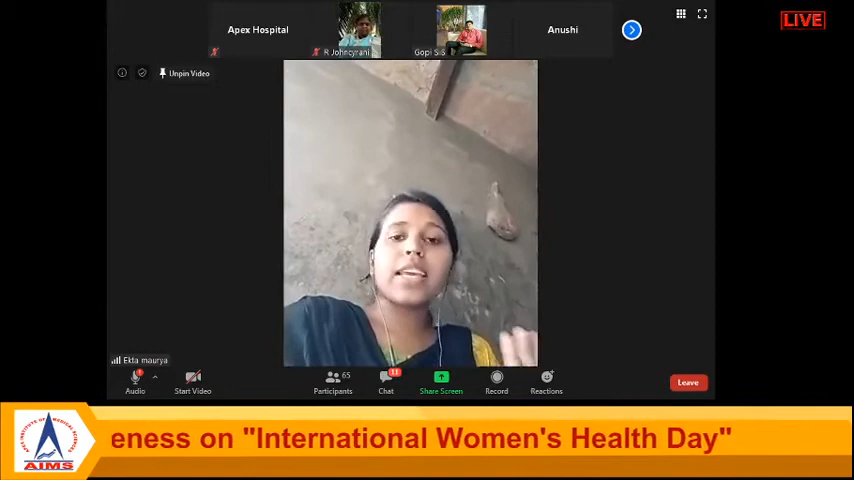 Apex Hospital
R Johncyrani
Gopi S S
Anushi
LIVE
Unpin Video
Ekta maurya
Audio
Start Video
65
Participants
11
Chat
Share Screen
Record
Reactions
Leave
AIMS
eness on "International Women's Health Day"